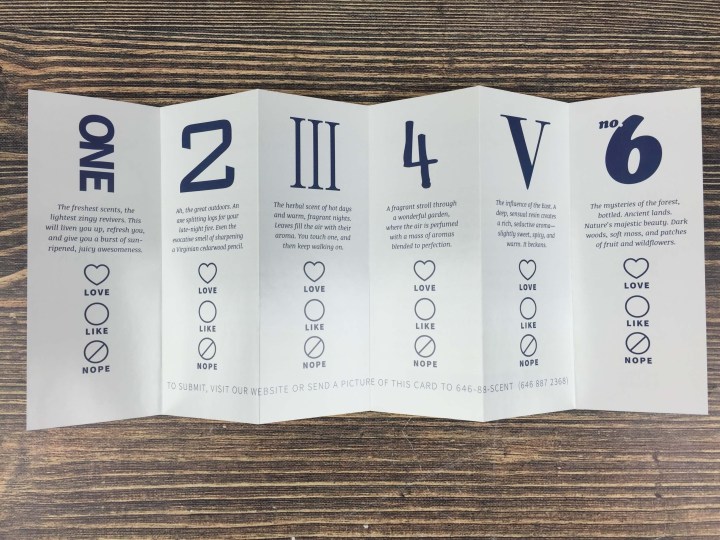 ONE
The freshest scents, the
lightest zingy revivers. This
will liven you up, refresh you,
and give you a burst of sun-
ripened, juicy awesomeness.
LOVE
LIKE
NOPE
2
Ah, the great outdoors. An
axe splitting logs for your
late-night fire. Even the
evocative smell of sharpening
a Virginian cedarwood pencil.
LOVE
LIKE
NOPE
III
The herbal scent of hot days
and warm, fragrant nights.
Leaves fill the air with their
aroma. You touch me, and
then keep walking on.
LOVE
LIKE
NOPE
4
A fragrant stroll through
a wonderful garden,
where the air is perfumed
with a mass of aromas
blended to perfection.
LOVE
LIKE
NOPE
V
The influence of the East. A
deep, sensual resin creates
a rich, seductive aroma—
slightly sweet, spicy, and
warm. It beckons.
LOVE
LIKE
NOPE
no. 6
The mysteries of the forest,
bottled. Ancient lands.
Nature's majestic beauty. Dark
woods, soft moss, and patches
of fruit and wildflowers.
LOVE
LIKE
NOPE
TO SUBMIT, VISIT OUR WEBSITE OR SEND A PICTURE OF THIS CARD TO 646-88-SCENT (646 887 2368)